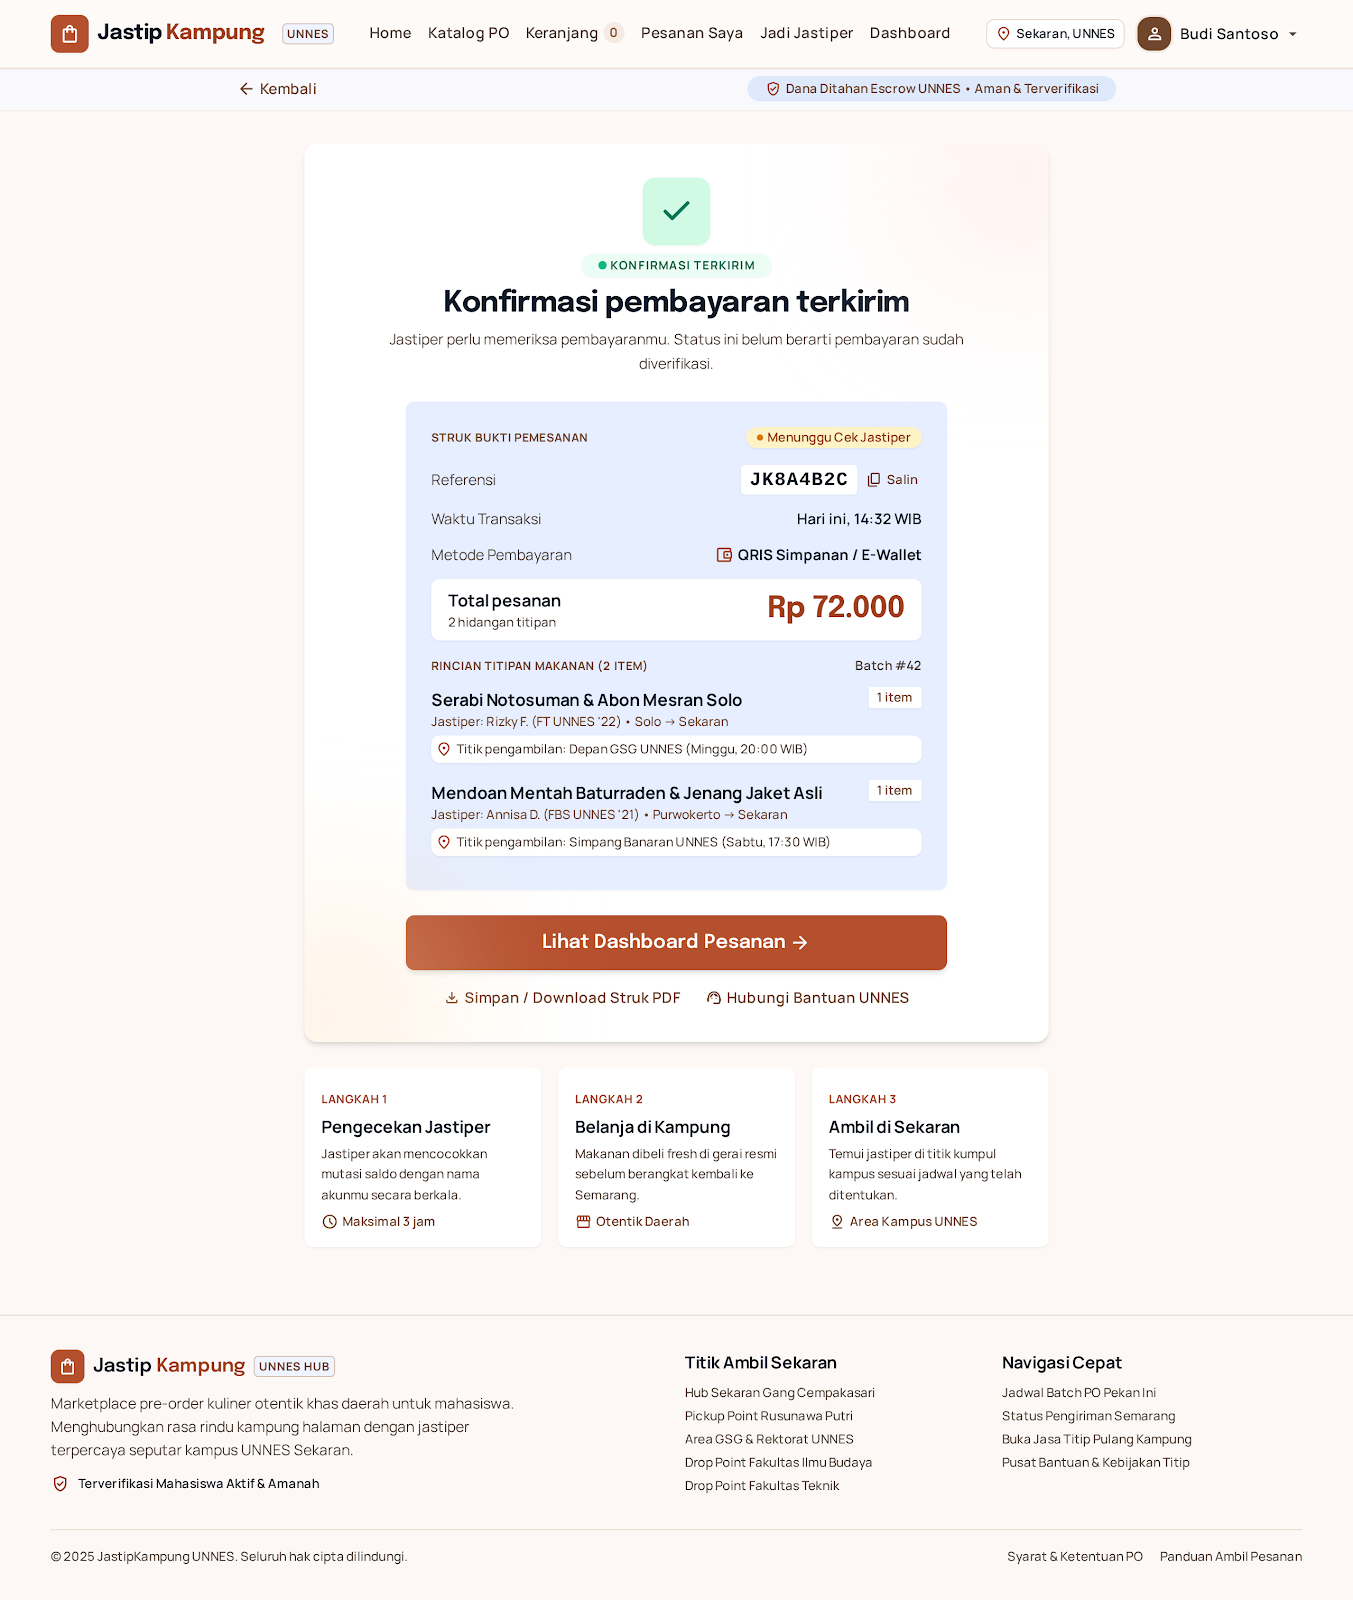 Jastip Kampung UNNES Home Katalog PO Keranjang 0 Pesanan Saya Jadi Jastiper Dashboard Sekaran, UNNES Budi Santoso
Kembali Dana Ditahan Escrow UNNES • Aman & Terverifikasi
KONFIRMASI TERKIRIM
Konfirmasi pembayaran terkirim
Jastiper perlu memeriksa pembayaranmu. Status ini belum berarti pembayaran sudah
diverifikasi.
STRUK BUKTI PEMESANAN Menunggu Cek Jastiper
Referensi JK8A4B2C Salin
Waktu Transaksi Hari ini, 14:32 WIB
Metode Pembayaran QRIS Simpanan / E-Wallet
Total pesanan Rp 72.000
2 hidangan titipan
RINCIAN TITIPAN MAKANAN (2 ITEM) Batch #42
Serabi Notosuman & Abon Mesran Solo 1 item
Jastiper: Rizky F. (FT UNNES '22) • Solo → Sekaran
Titik pengambilan: Depan GSG UNNES (Minggu, 20:00 WIB)
Mendoan Mentah Baturraden & Jenang Jaket Asli 1 item
Jastiper: Annisa D. (FBS UNNES '21) • Purwokerto → Sekaran
Titik pengambilan: Simpang Banaran UNNES (Sabtu, 17:30 WIB)
Lihat Dashboard Pesanan →
Simpan / Download Struk PDF Hubungi Bantuan UNNES
LANGKAH 1
Pengecekan Jastiper
Jastiper akan mencocokkan
mutasi saldo dengan nama
akunmu secara berkala.
Maksimal 3 jam
LANGKAH 2
Belanja di Kampung
Makanan dibeli fresh di gerai resmi
sebelum berangkat kembali ke
Semarang.
Otentik Daerah
LANGKAH 3
Ambil di Sekaran
Temui jastiper di titik kumpul
kampus sesuai jadwal yang telah
ditentukan.
Area Kampus UNNES
Jastip Kampung UNNES HUB
Marketplace pre-order kuliner otentik khas daerah untuk mahasiswa.
Menghubungkan rasa rindu kampung halaman dengan jastiper
terpercaya seputar kampus UNNES Sekaran.
Terverifikasi Mahasiswa Aktif & Amanah
Titik Ambil Sekaran
Hub Sekaran Gang Cempakasari
Pickup Point Rusunawa Putri
Area GSG & Rektorat UNNES
Drop Point Fakultas Ilmu Budaya
Drop Point Fakultas Teknik
Navigasi Cepat
Jadwal Batch PO Pekan Ini
Status Pengiriman Semarang
Buka Jasa Titip Pulang Kampung
Pusat Bantuan & Kebijakan Titip
© 2025 JastipKampung UNNES. Seluruh hak cipta dilindungi.
Syarat & Ketentuan PO Panduan Ambil Pesanan